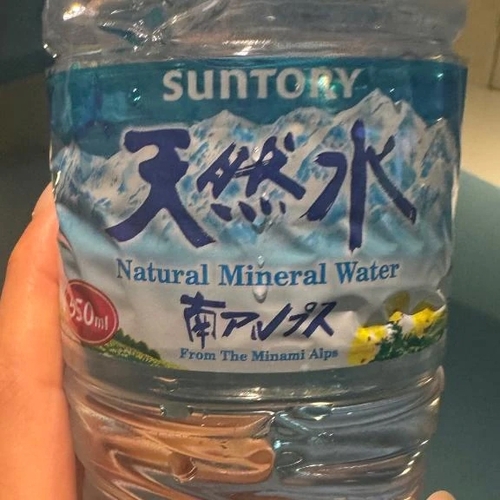 SUNTORY
天然水
Natural Mineral Water
南アルプス
From The Minami Alps